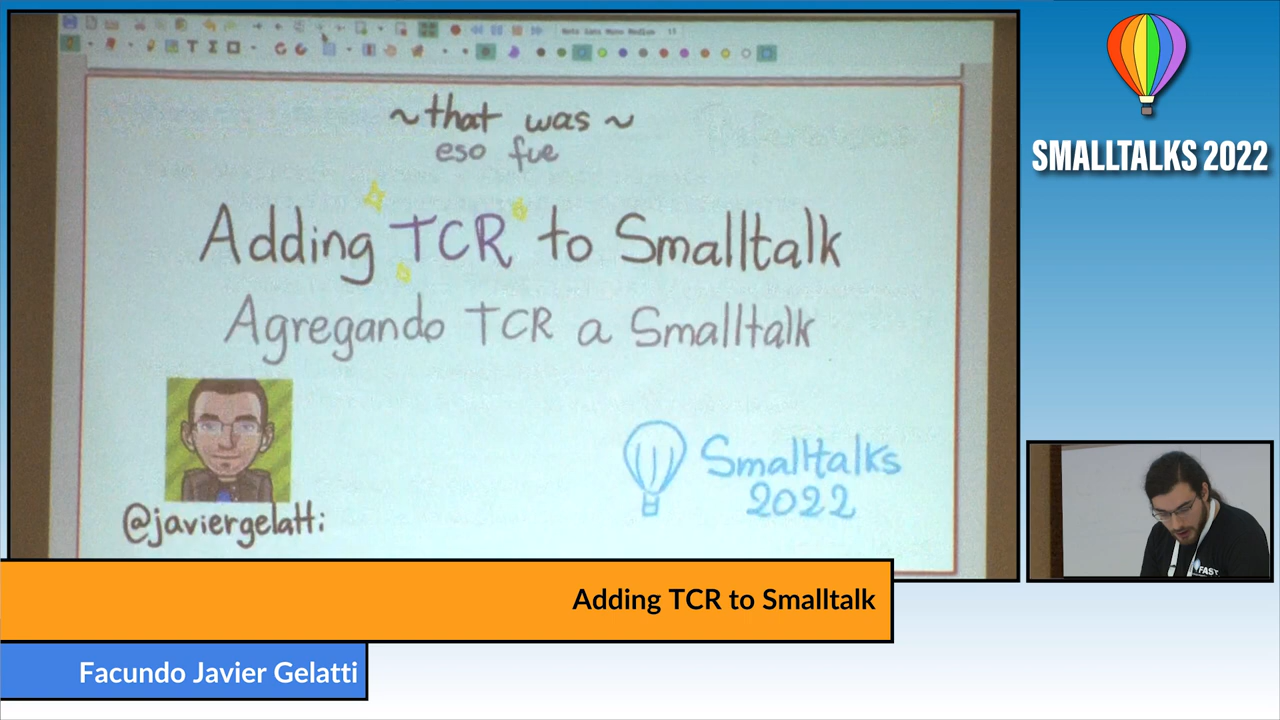 ~that was~
eso fue
Adding TCR to Smalltalk
Agregando TCR a Smalltalk
@javiergelatti
Smalltalks
2022
SMALLTALKS 2022
FAST
Adding TCR to Smalltalk
Facundo Javier Gelatti